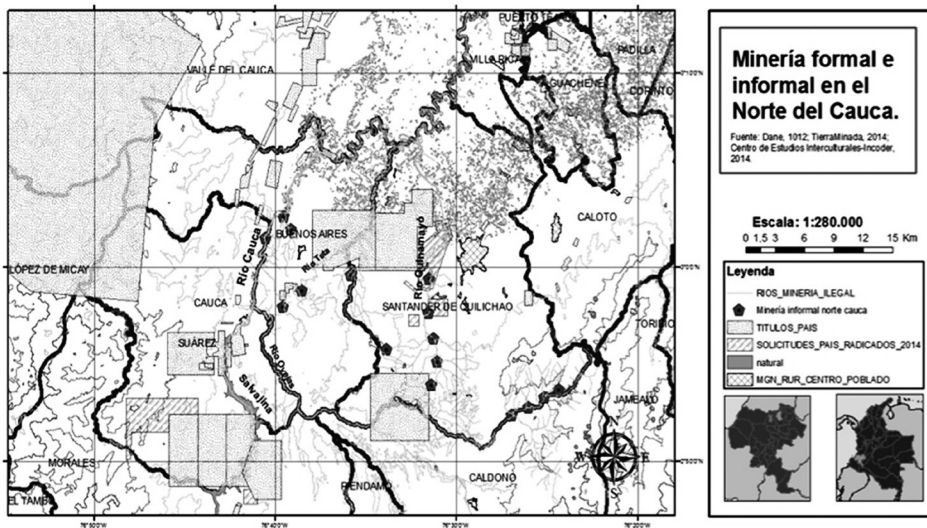 PUERTO TEJADA
PADILLA
VILLA RICA
VALLE DEL CAUCA
GUACHENÉ
CORINTO
CALOTO
BUENOS AIRES
Río Cauca
Río Teta
Río Quinamayó
LÓPEZ DE MICAY
CAUCA
SANTANDER DE QUILICHAO
TORIBIO
SUÁREZ
Río Ovejas
Salvajina
JAMBALÓ
MORALES
CALDONO
EL TAMBO
PIENDAMÓ
N
W
E
S
76°50'0"W
76°40'0"W
76°30'0"W
76°20'0"W
Minería formal e
informal en el
Norte del Cauca.
Fuente: Dane, 1012; TierraMinada, 2014;
Centro de Estudios Interculturales-Incoder,
2014.
Escala: 1:280.000
0 1,5 3 6 9 12 15 Km
Leyenda
RIOS_MINERIA_ILEGAL
Minería informal norte cauca
TITULOS_PAIS
SOLICITUDES_PAIS_RADICADOS_2014
natural
MGN_RUR_CENTRO_POBLADO